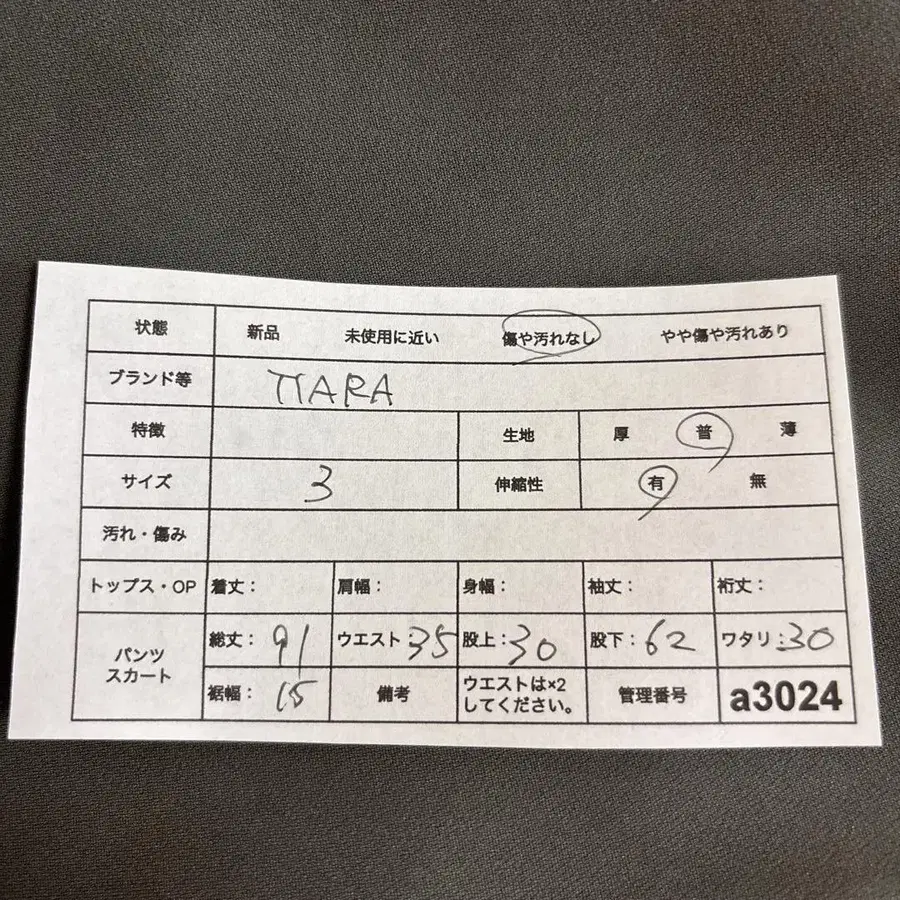 状態 新品 未使用に近い 傷や汚れなし やや傷や汚れあり
ブランド等 TIARA
特徴 生地 厚 普 薄
サイズ 3 伸縮性 有 無
汚れ・傷み
トップス・OP 着丈： 肩幅： 身幅： 袖丈： 裄丈：
パンツ スカート
総丈： 91 ウエスト：35 股上：30 股下：62 ワタリ：30
裾幅： 15 備考 ウエストは×2 してください。 管理番号 a3024